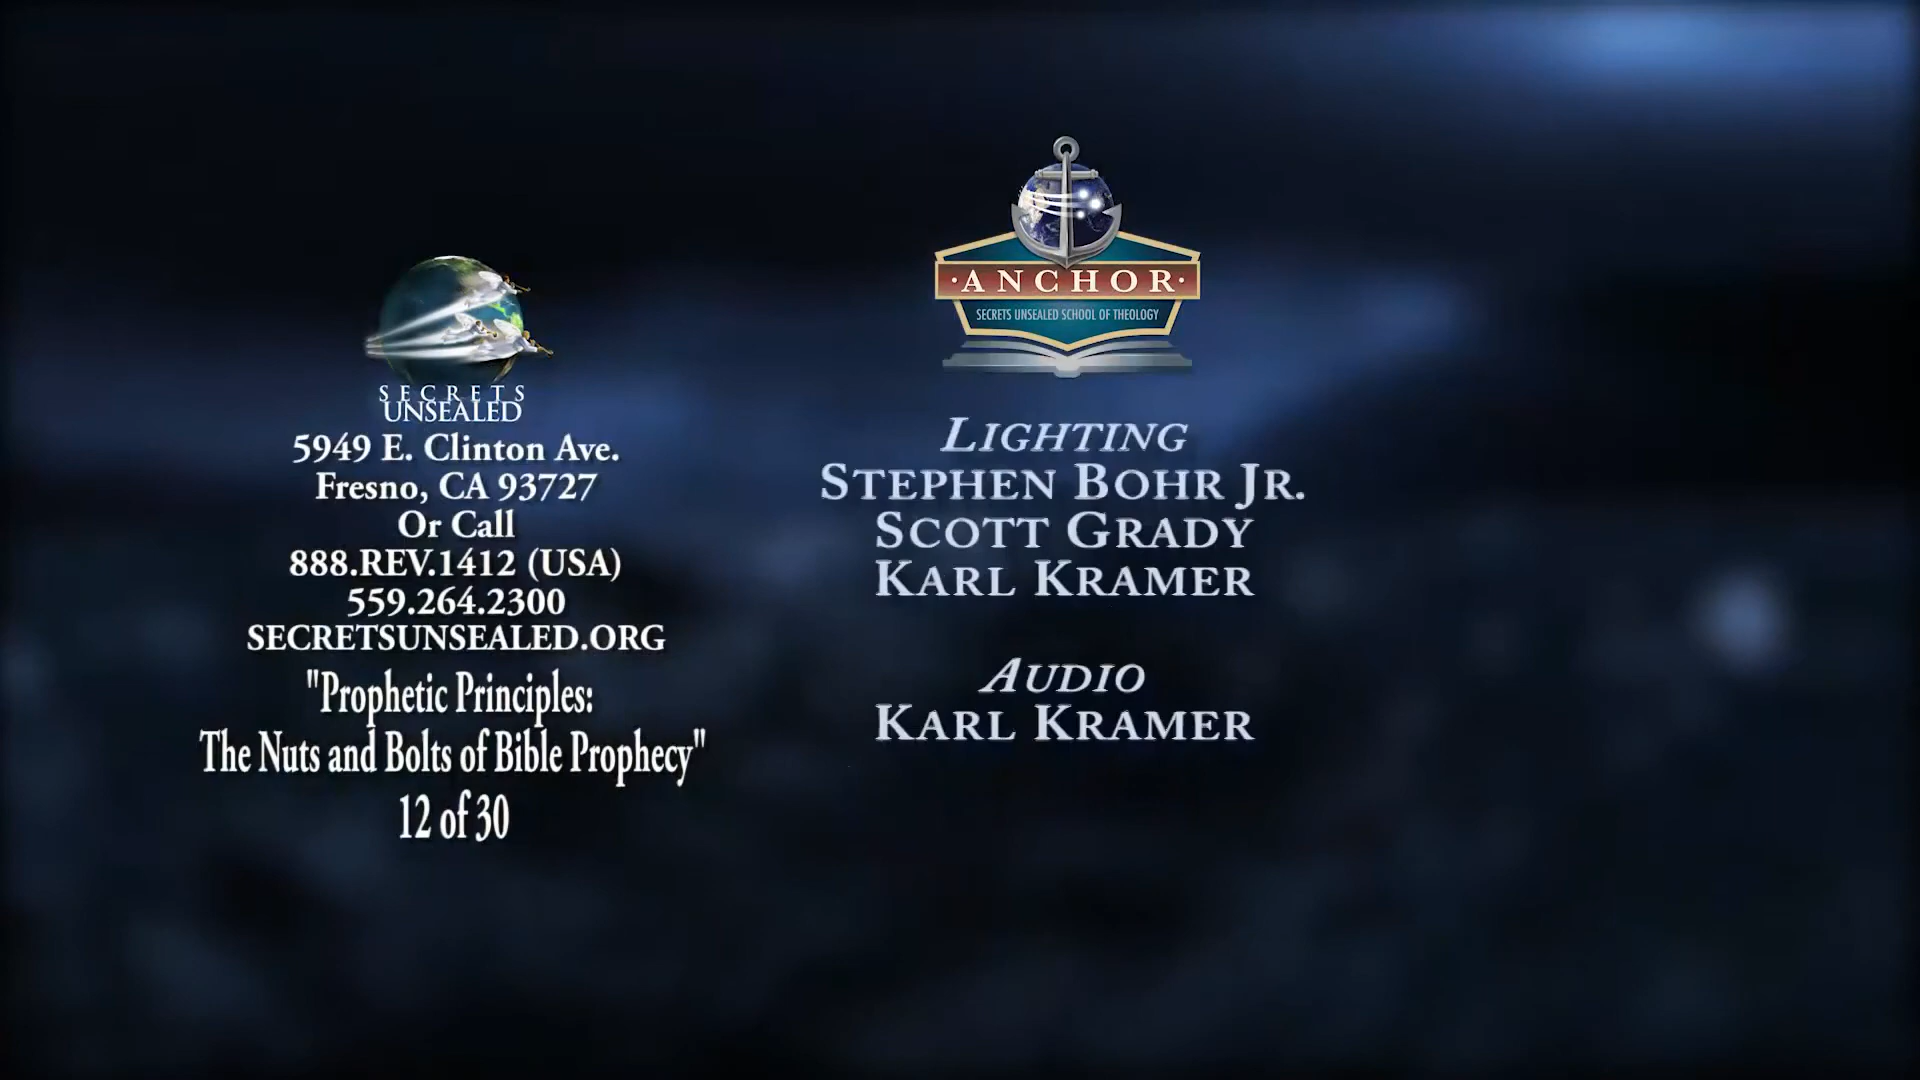 SECRETS
UNSEALED
5949 E. Clinton Ave.
Fresno, CA 93727
Or Call
888.REV.1412 (USA)
559.264.2300
SECRETSUNSEALED.ORG
"Prophetic Principles:
The Nuts and Bolts of Bible Prophecy"
12 of 30
·ANCHOR·
SECRETS UNSEALED SCHOOL OF THEOLOGY
LIGHTING
STEPHEN BOHR JR.
SCOTT GRADY
KARL KRAMER
AUDIO
KARL KRAMER